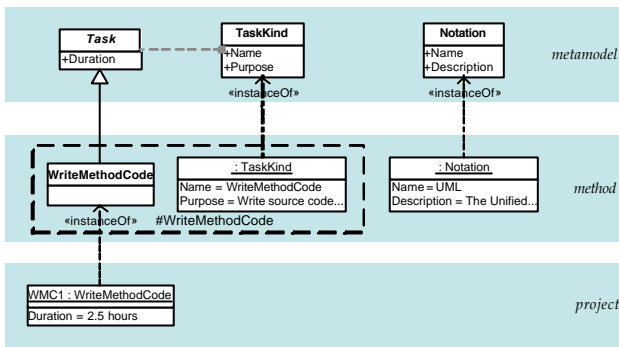 Task
+Duration
TaskKind
+Name
+Purpose
Notation
+Name
+Description
metamodel
«instanceOf»
«instanceOf»
WriteMethodCode
: TaskKind
Name = WriteMethodCode
Purpose = Write source code...
: Notation
Name = UML
Description = The Unified...
method
«instanceOf»
#WriteMethodCode
WMC1 : WriteMethodCode
Duration = 2.5 hours
project